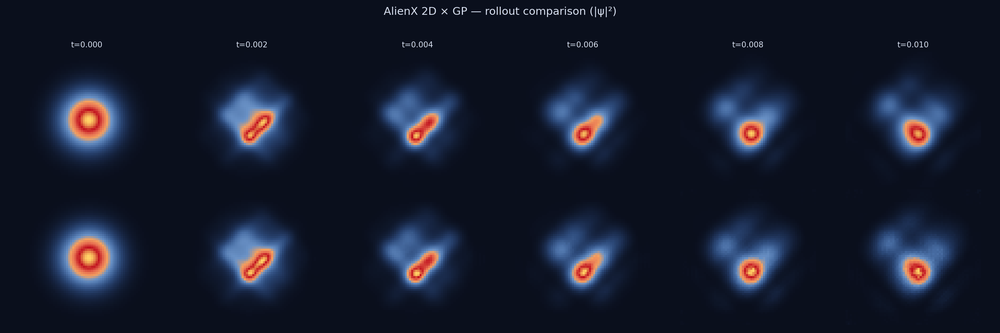 AlienX 2D × GP — rollout comparison (|ψ|²)
t=0.000 t=0.002 t=0.004 t=0.006 t=0.008 t=0.010